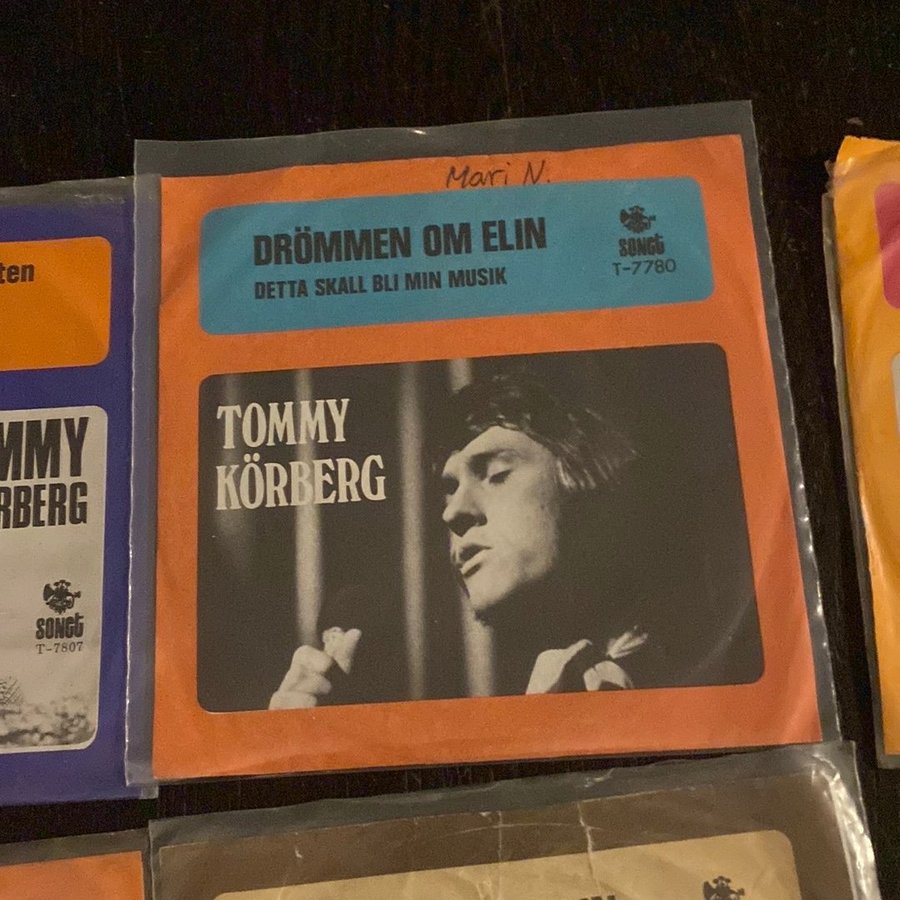 Mari N.
DRÖMMEN OM ELIN
DETTA SKALL BLI MIN MUSIK
SONET
T-7780
TOMMY
KÖRBERG
ten
MMY
RBERG
SONET
T-7807